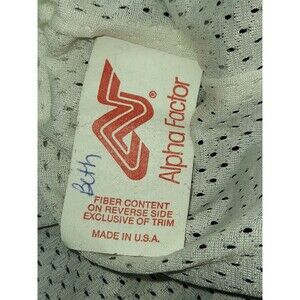 Alpha Factor
®
Beth
FIBER CONTENT
ON REVERSE SIDE
EXCLUSIVE OF TRIM
MADE IN U.S.A.